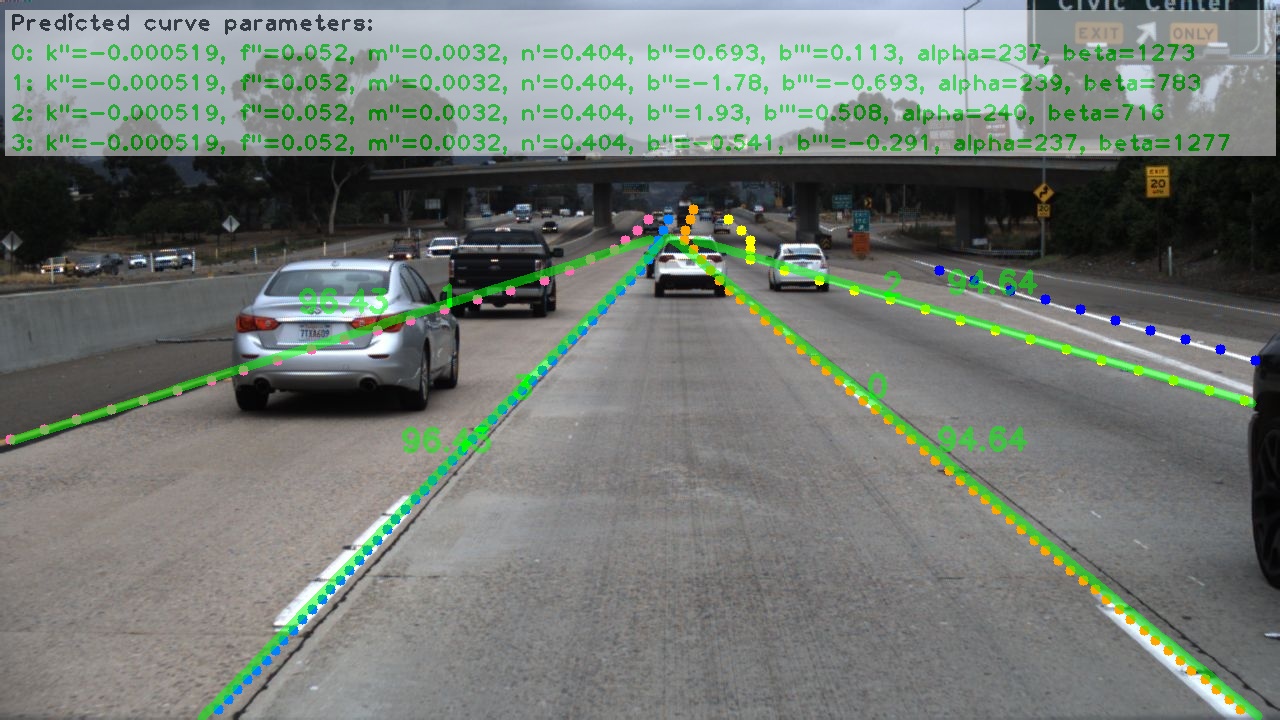 Civic Center
EXIT ONLY
Predicted curve parameters:
0: k"=-0.000519, f"=0.052, m"=0.0032, n'=0.404, b"=0.693, b'''=0.113, alpha=237, beta=1273
1: k"=-0.000519, f"=0.052, m"=0.0032, n'=0.404, b"=-1.78, b'''=-0.693, alpha=239, beta=783
2: k"=-0.000519, f"=0.052, m"=0.0032, n'=0.404, b"=1.93, b'''=0.508, alpha=240, beta=716
3: k"=-0.000519, f"=0.052, m"=0.0032, n'=0.404, b"=-0.541, b'''=-0.291, alpha=237, beta=1277
EXIT
20
20
2 94.64
96.43 1
7TXA609
0
94.64